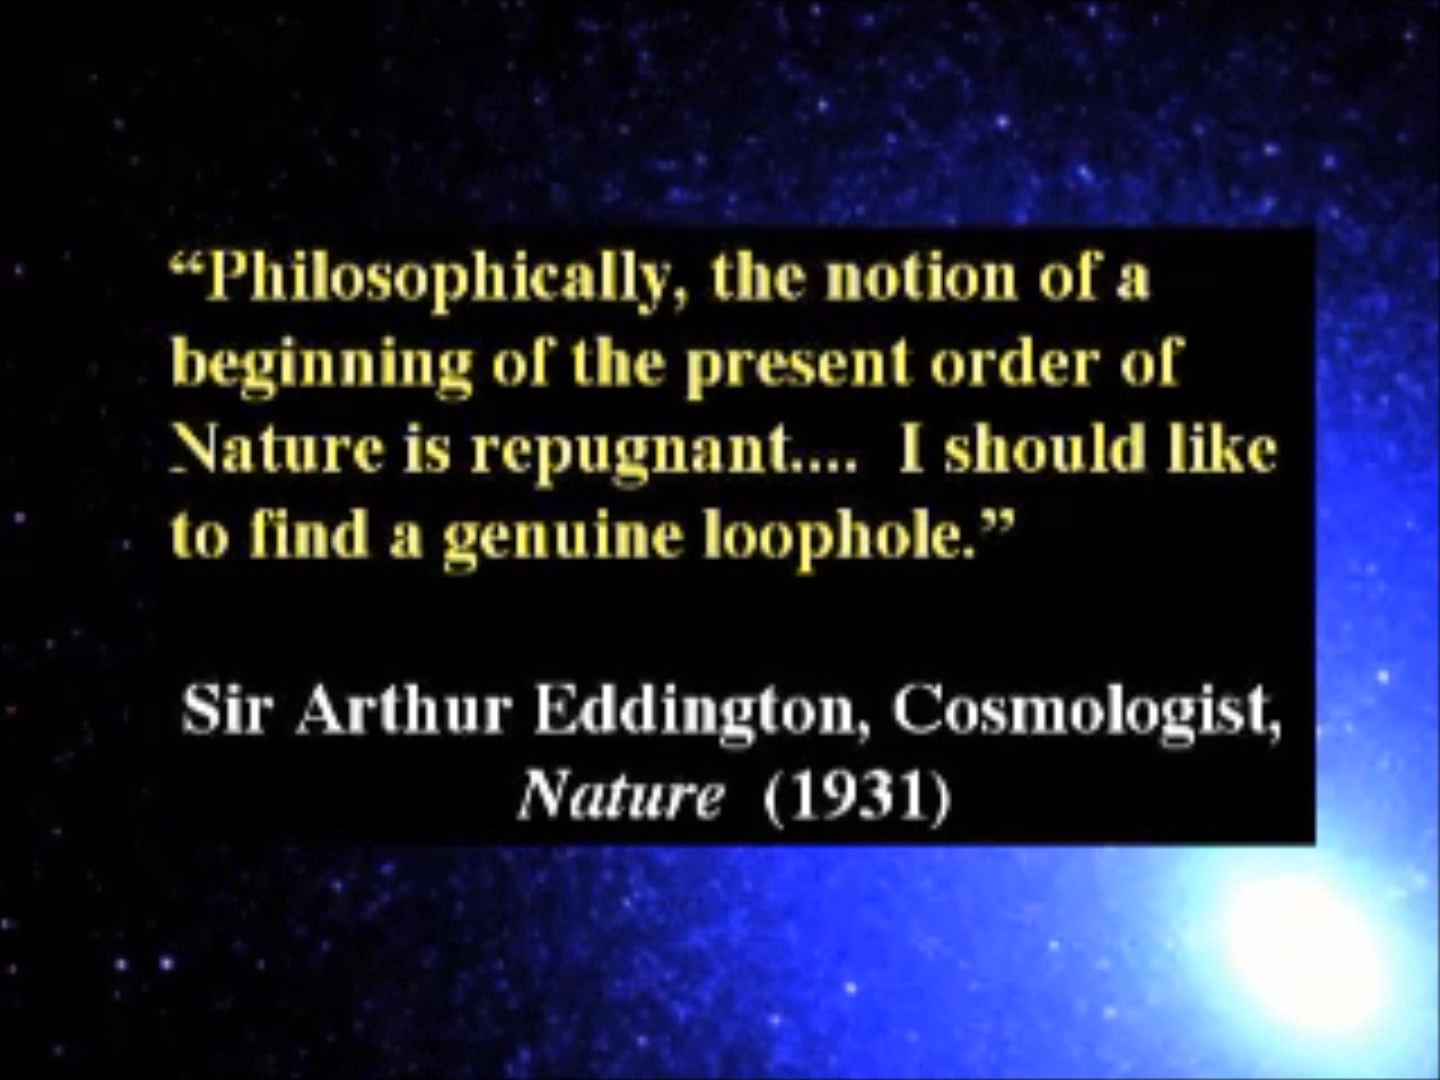 “Philosophically, the notion of a
beginning of the present order of
Nature is repugnant....  I should like
to find a genuine loophole.”
Sir Arthur Eddington, Cosmologist,
Nature (1931)